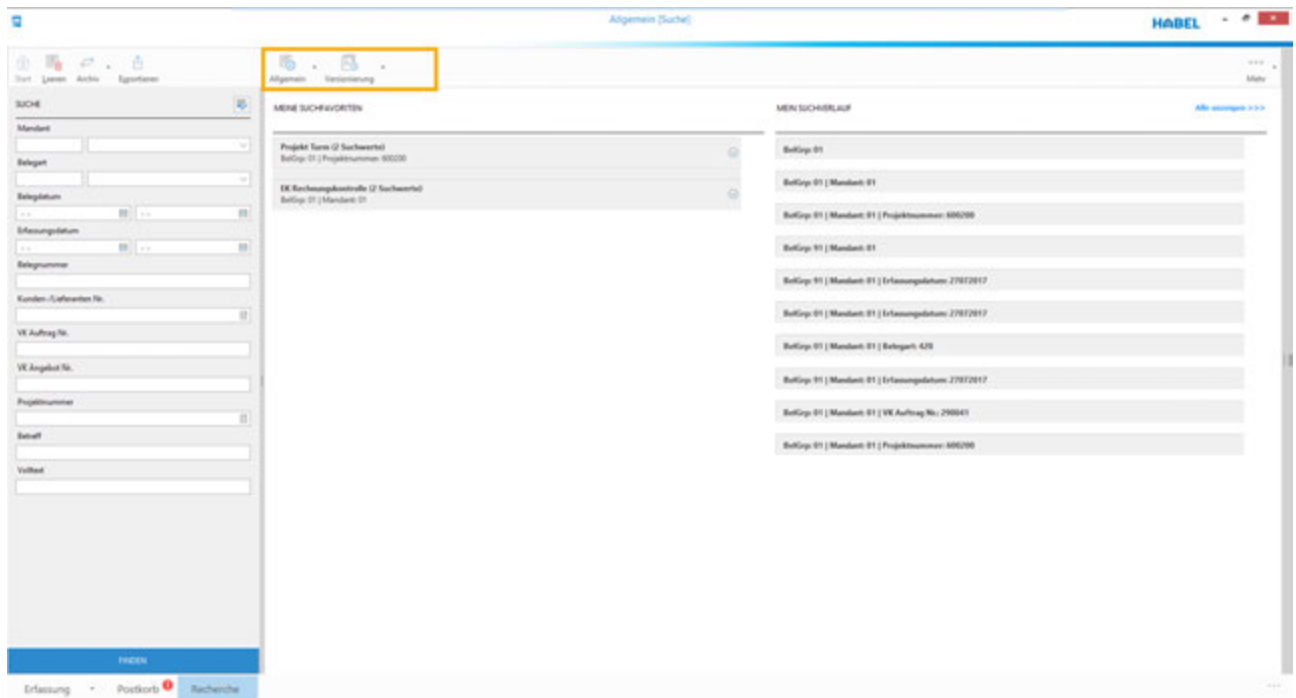 Allgemein [Suche]
HABEL
Start Leeren Archiv Exportieren
Allgemein Versionierung
Mehr
SUCHE
Mandant
Belegart
Belegdatum
Erfassungsdatum
Belegnummer
Kunden-/Lieferanten Nr.
VK Auftrag Nr.
VK Angebot Nr.
Projektnummer
Betreff
Volltext
FINDEN
MEINE SUCHFAVORITEN
Projekt Turm (2 Suchwerte)
BelGrp: 01 | Projektnummer: 600200
EK Rechnungskontrolle (2 Suchwerte)
BelGrp: 01 | Mandant: 01
MEIN SUCHVERLAUF
Alle anzeigen >>>
BelGrp: 01
BelGrp: 01 | Mandant: 01
BelGrp: 01 | Mandant: 01 | Projektnummer: 600200
BelGrp: 91 | Mandant: 01
BelGrp: 91 | Mandant: 01 | Erfassungsdatum: 27072017
BelGrp: 01 | Mandant: 01 | Erfassungsdatum: 27072017
BelGrp: 01 | Mandant: 01 | Belegart: 420
BelGrp: 91 | Mandant: 01 | Erfassungsdatum: 27072017
BelGrp: 01 | Mandant: 01 | VK Auftrag Nr.: 290041
BelGrp: 01 | Mandant: 01 | Projektnummer: 600200
Erfassung Postkorb Recherche